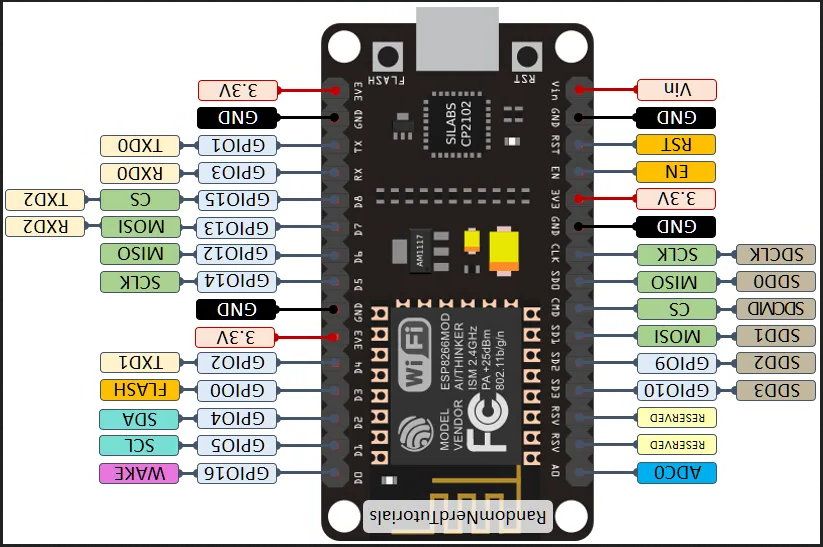 FLASH RST
3.3V 3V3 Vin Vin
GND GND GND GND
TXD0 GPIO1 TX RST RST
RXD0 GPIO3 RX EN EN
TXD2 CS GPIO15 D8 3V3 3.3V
RXD2 MOSI GPIO13 D7 GND GND
MISO GPIO12 D6 CLK SCLK SDCLK
SCLK GPIO14 D5 SD0 MISO SDD0
GND GND CMD CS SDCMD
3.3V 3V3 SD1 MOSI SDD1
TXD1 GPIO2 D4 SD2 GPIO9 SDD2
FLASH GPIO0 D3 SD3 GPIO10 SDD3
SDA GPIO4 D2 RSV RESERVED
SCL GPIO5 D1 RSV RESERVED
WAKE GPIO16 D0 A0 ADC0
SILABS
CP2102
AM1117
Wi Fi
ESP8266MOD
AI/THINKER
ISM 2.4GHz
PA +25dBm
802.11b/g/n
MODEL
VENDOR
FC
RandomNerdTutorials